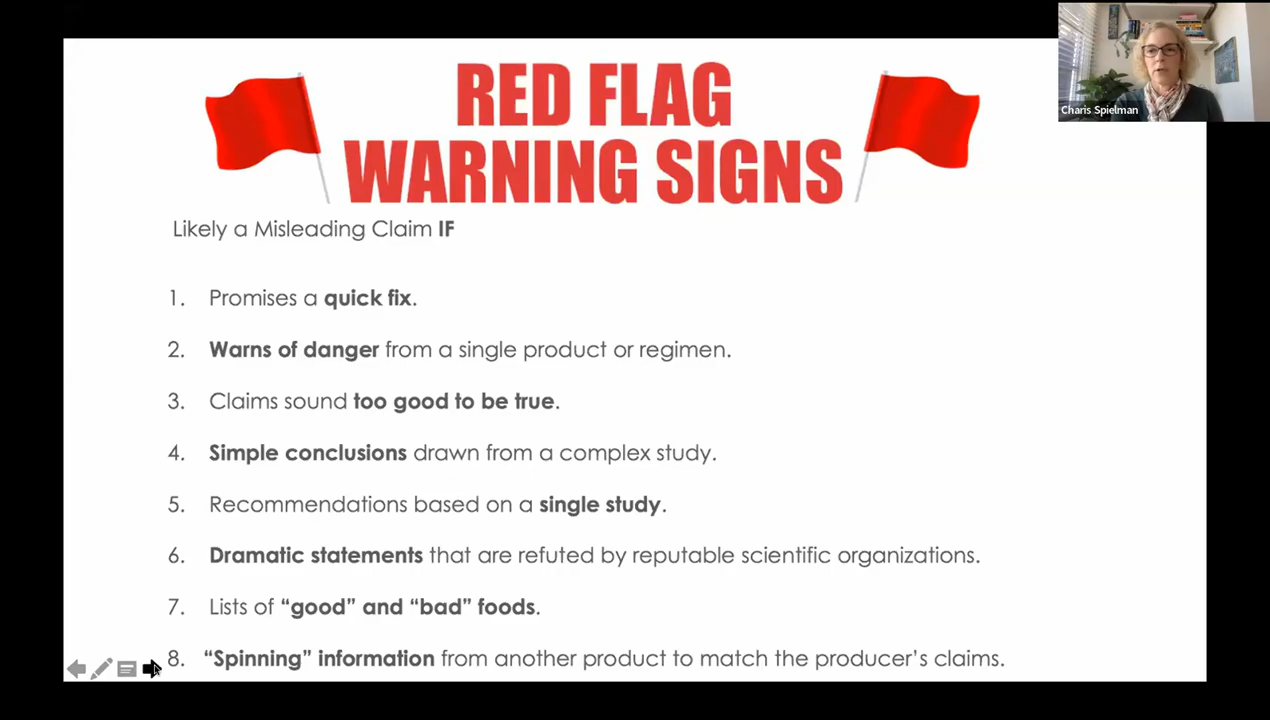 RED FLAG
WARNING SIGNS
Charis Spielman
Likely a Misleading Claim IF
1. Promises a quick fix.
2. Warns of danger from a single product or regimen.
3. Claims sound too good to be true.
4. Simple conclusions drawn from a complex study.
5. Recommendations based on a single study.
6. Dramatic statements that are refuted by reputable scientific organizations.
7. Lists of “good” and “bad” foods.
8. “Spinning” information from another product to match the producer’s claims.